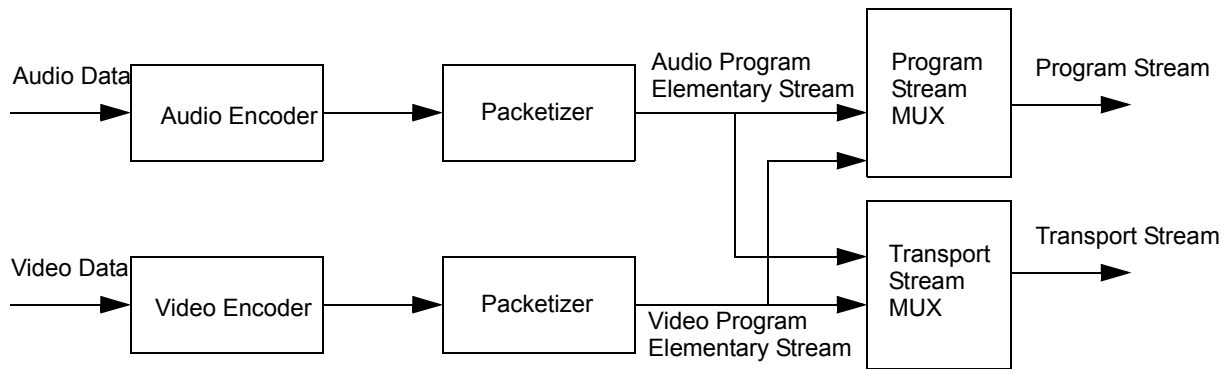 Audio Data
Audio Encoder
Packetizer
Audio Program
Elementary Stream
Program
Stream
MUX
Program Stream
Video Data
Video Encoder
Packetizer
Video Program
Elementary Stream
Transport
Stream
MUX
Transport Stream